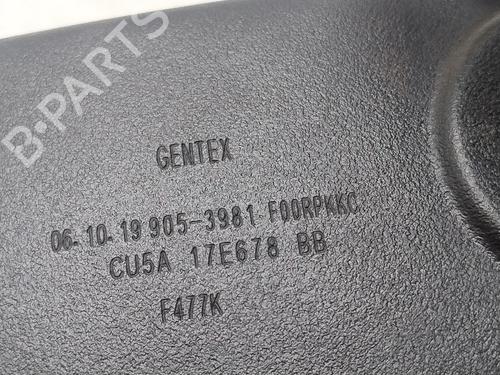 B-PARTS
GENTEX
06-10-19 905-3981 F00RPKKC
CU5A 17E678 BB
F477K